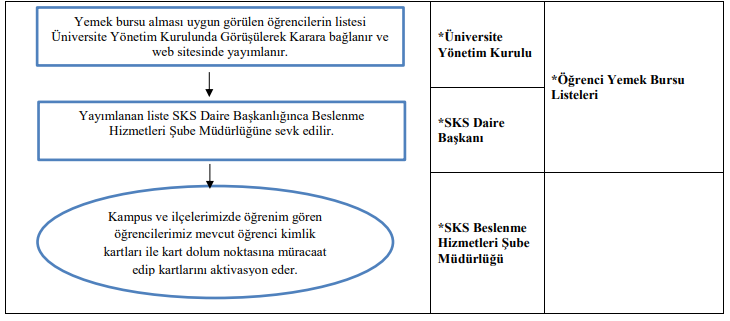 Yemek bursu alması uygun görülen öğrencilerin listesi
Üniversite Yönetim Kurulunda Görüşülerek Karara bağlanır ve
web sitesinde yayımlanır.
*Üniversite
Yönetim Kurulu
*Öğrenci Yemek Bursu
Listeleri
Yayımlanan liste SKS Daire Başkanlığınca Beslenme
Hizmetleri Şube Müdürlüğüne sevk edilir.
*SKS Daire
Başkanı
Kampus ve ilçelerimizde öğrenim gören
öğrencilerimiz mevcut öğrenci kimlik
kartları ile kart dolum noktasına müracaat
edip kartlarını aktivasyon eder.
*SKS Beslenme
Hizmetleri Şube
Müdürlüğü